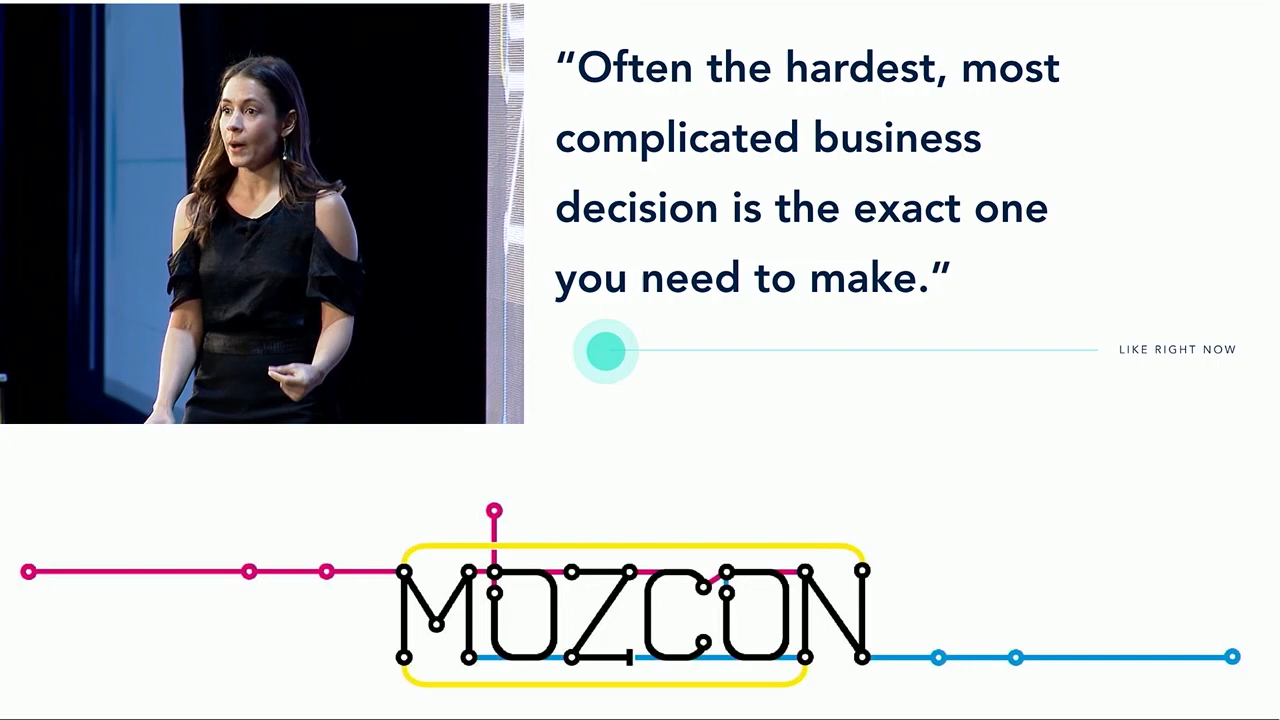 “Often the hardest, most
complicated business
decision is the exact one
you need to make.”
LIKE RIGHT NOW
MOZCON